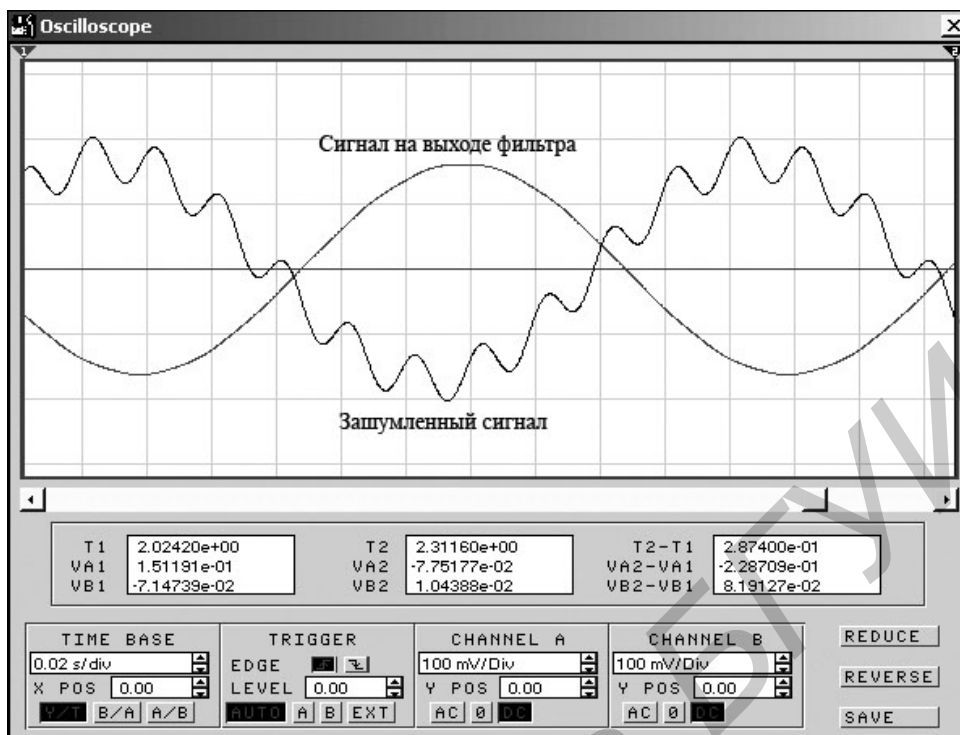 Oscilloscope
1 2
Сигнал на выходе фильтра
Зашумленный сигнал
T1 2.02420e+00 T2 2.31160e+00 T2-T1 2.87400e-01
VA1 1.51191e-01 VA2 -7.75177e-02 VA2-VA1 -2.28709e-01
VB1 -7.14739e-02 VB2 1.04388e-02 VB2-VB1 8.19127e-02
TIME BASE TRIGGER CHANNEL A CHANNEL B REDUCE
0.02 s/div EDGE 100 mV/Div 100 mV/Div
X POS 0.00 LEVEL 0.00 Y POS 0.00 Y POS 0.00 REVERSE
Y/T B/A A/B AUTO A B EXT AC 0 DC AC 0 DC SAVE
БГУИ